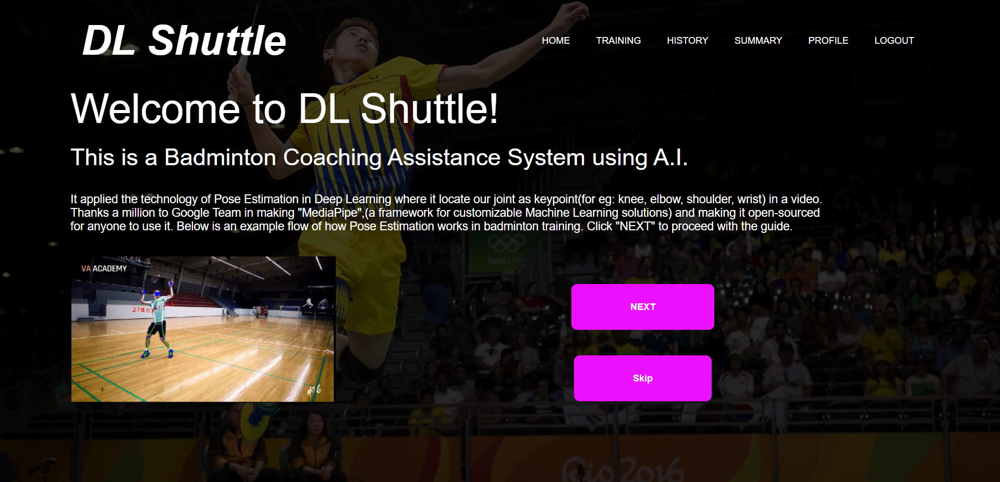 DL Shuttle
HOME TRAINING HISTORY SUMMARY PROFILE LOGOUT
Welcome to DL Shuttle!
This is a Badminton Coaching Assistance System using A.I.
It applied the technology of Pose Estimation in Deep Learning where it locate our joint as keypoint(for eg: knee, elbow, shoulder, wrist) in a video.
Thanks a million to Google Team in making "MediaPipe",(a framework for customizable Machine Learning solutions) and making it open-sourced
for anyone to use it. Below is an example flow of how Pose Estimation works in badminton training. Click "NEXT" to proceed with the guide.
VA ACADEMY
278
#16
NEXT
Skip
Rio2016